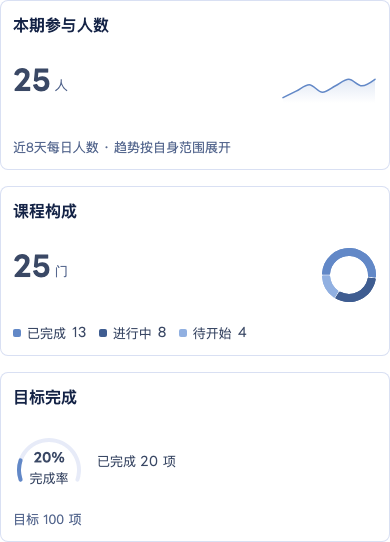 本期参与人数
25 人
近8天每日人数 · 趋势按自身范围展开
课程构成
25 门
已完成 13 进行中 8 待开始 4
目标完成
20%
完成率
已完成 20 项
目标 100 项